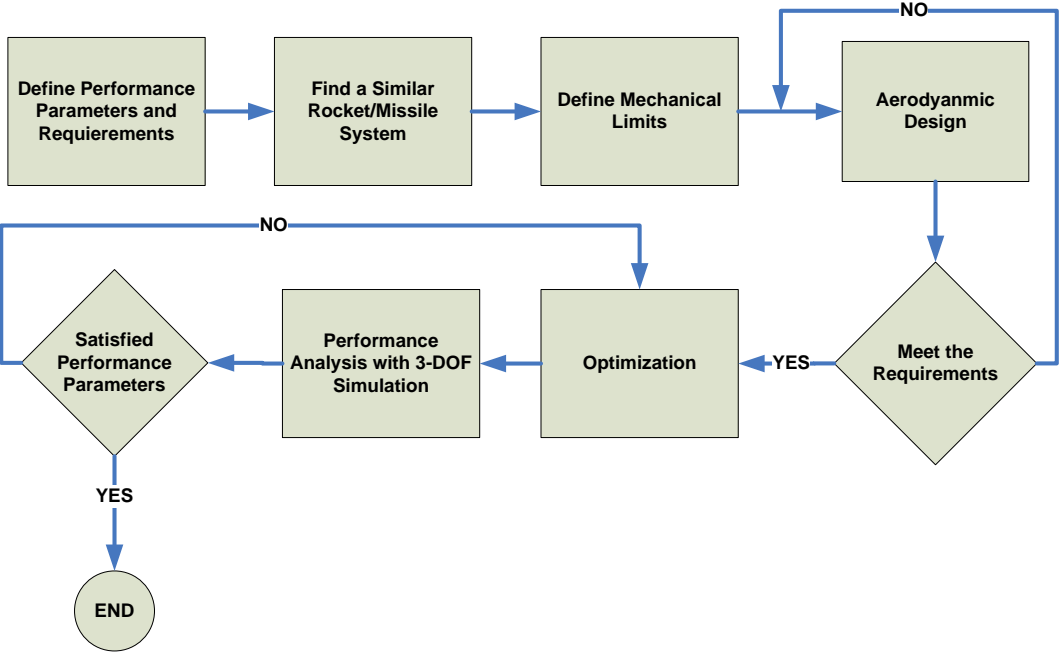 NO
Define Performance
Parameters and
Requierements
Find a Similar
Rocket/Missile
System
Define Mechanical
Limits
Aerodyanmic
Design
NO
Satisfied
Performance
Parameters
Performance
Analysis with 3-DOF
Simulation
Optimization
YES
Meet the
Requirements
YES
END